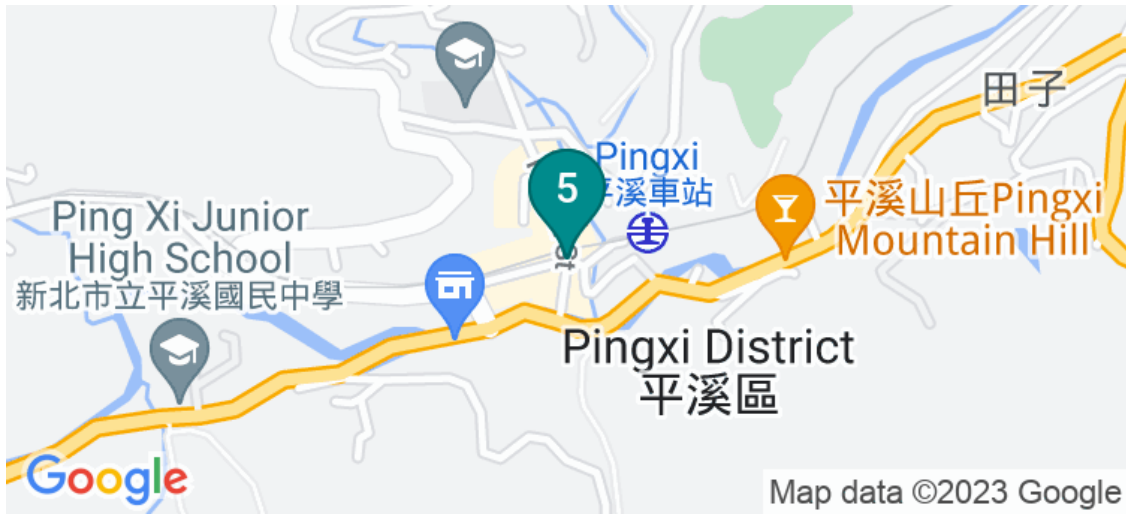 田子
Pingxi
平溪車站
5
平溪山丘Pingxi
Mountain Hill
Ping Xi Junior
High School
新北市立平溪國民中學
Pingxi District
平溪區
Google
Map data ©2023 Google